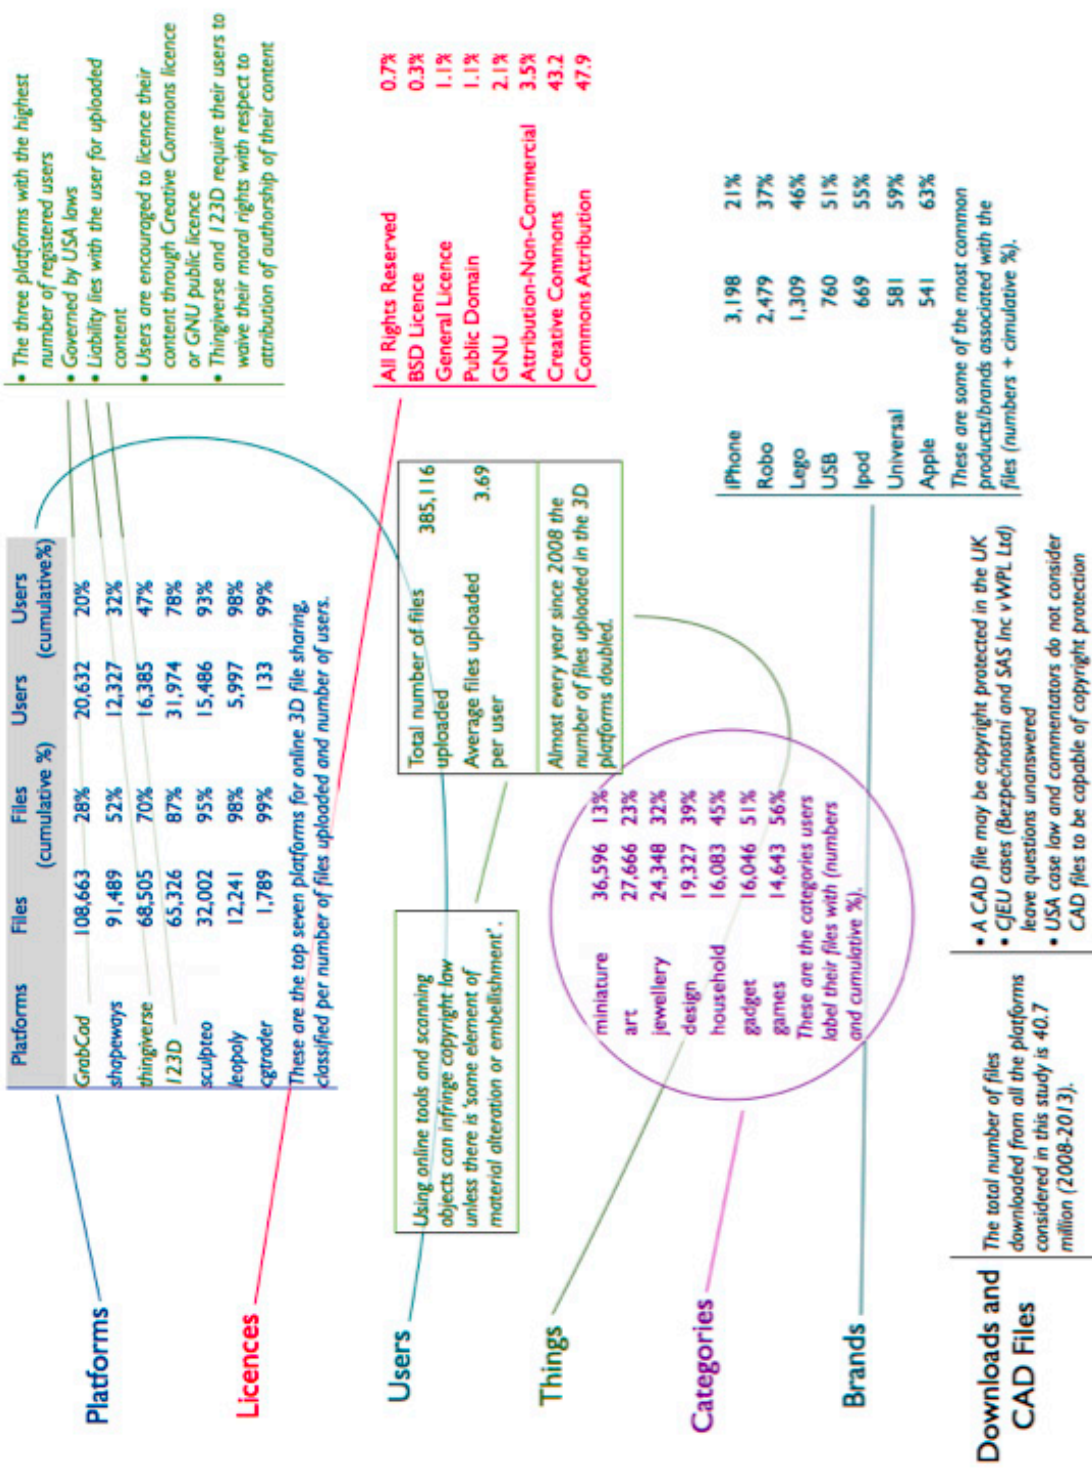 Platforms
Platforms Files Files (cumulative %) Users Users (cumulative%)
GrabCad 108,663 28% 20,632 20%
shapeways 91,489 52% 12,327 32%
thingiverse 68,505 70% 16,385 47%
123D 65,326 87% 31,974 78%
sculpteo 32,002 95% 15,486 93%
leopoly 12,241 98% 5,997 98%
cgtrader 1,789 99% 133 99%
These are the top seven platforms for online 3D file sharing,
classified per number of files uploaded and number of users.
• The three platforms with the highest
number of registered users
• Governed by USA laws
• Liability lies with the user for uploaded
content
• Users are encouraged to licence their
content through Creative Commons licence
or GNU public licence
• Thingiverse and 123D require their users to
waive their moral rights with respect to
attribution of authorship of their content
Licences
All Rights Reserved 0.7%
BSD Licence 0.3%
General Licence 1.1%
Public Domain 1.1%
GNU 2.1%
Attribution-Non-Commercial 3.5%
Creative Commons 43.2
Commons Attribution 47.9
Users
Using online tools and scanning
objects can infringe copyright law
unless there is 'some element of
material alteration or embellishment'.
Total number of files 385,116
uploaded
Average files uploaded 3.69
per user
Almost every year since 2008 the
number of files uploaded in the 3D
platforms doubled.
Things
Categories
miniature 36,596 13%
art 27,666 23%
jewellery 24,348 32%
design 19,327 39%
household 16,083 45%
gadget 16,046 51%
games 14,643 56%
These are the categories users
label their files with (numbers
and cumulative %).
Brands
iPhone 3,198 21%
Robo 2,479 37%
Lego 1,309 46%
USB 760 51%
Ipod 669 55%
Universal 581 59%
Apple 541 63%
These are some of the most common
products/brands associated with the
files (numbers + cimulative %).
Downloads and
CAD Files
The total number of files
downloaded from all the platforms
considered in this study is 40.7
million (2008-2013).
• A CAD file may be copyright protected in the UK
• CJEU cases (Bezpečnostní and SAS Inc v WPL Ltd)
leave questions unanswered
• USA case law and commentators do not consider
CAD files to be capable of copyright protection